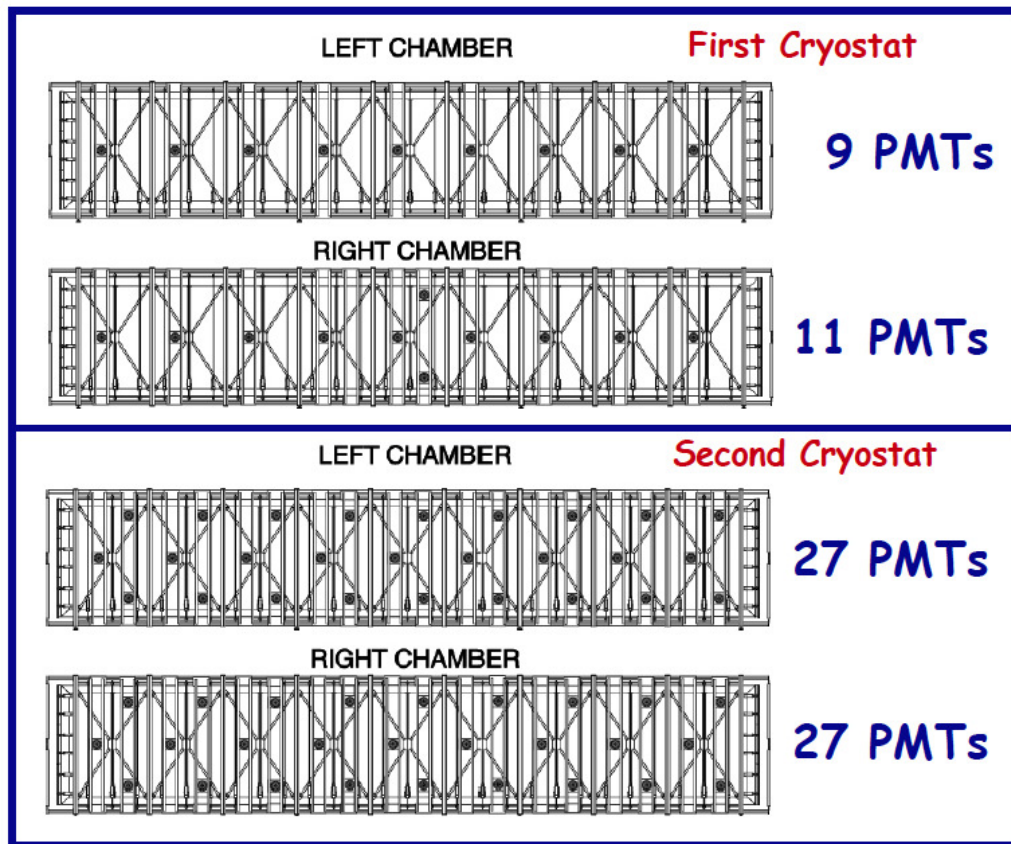 LEFT CHAMBER
First Cryostat
9 PMTs
RIGHT CHAMBER
11 PMTs
LEFT CHAMBER
Second Cryostat
27 PMTs
RIGHT CHAMBER
27 PMTs